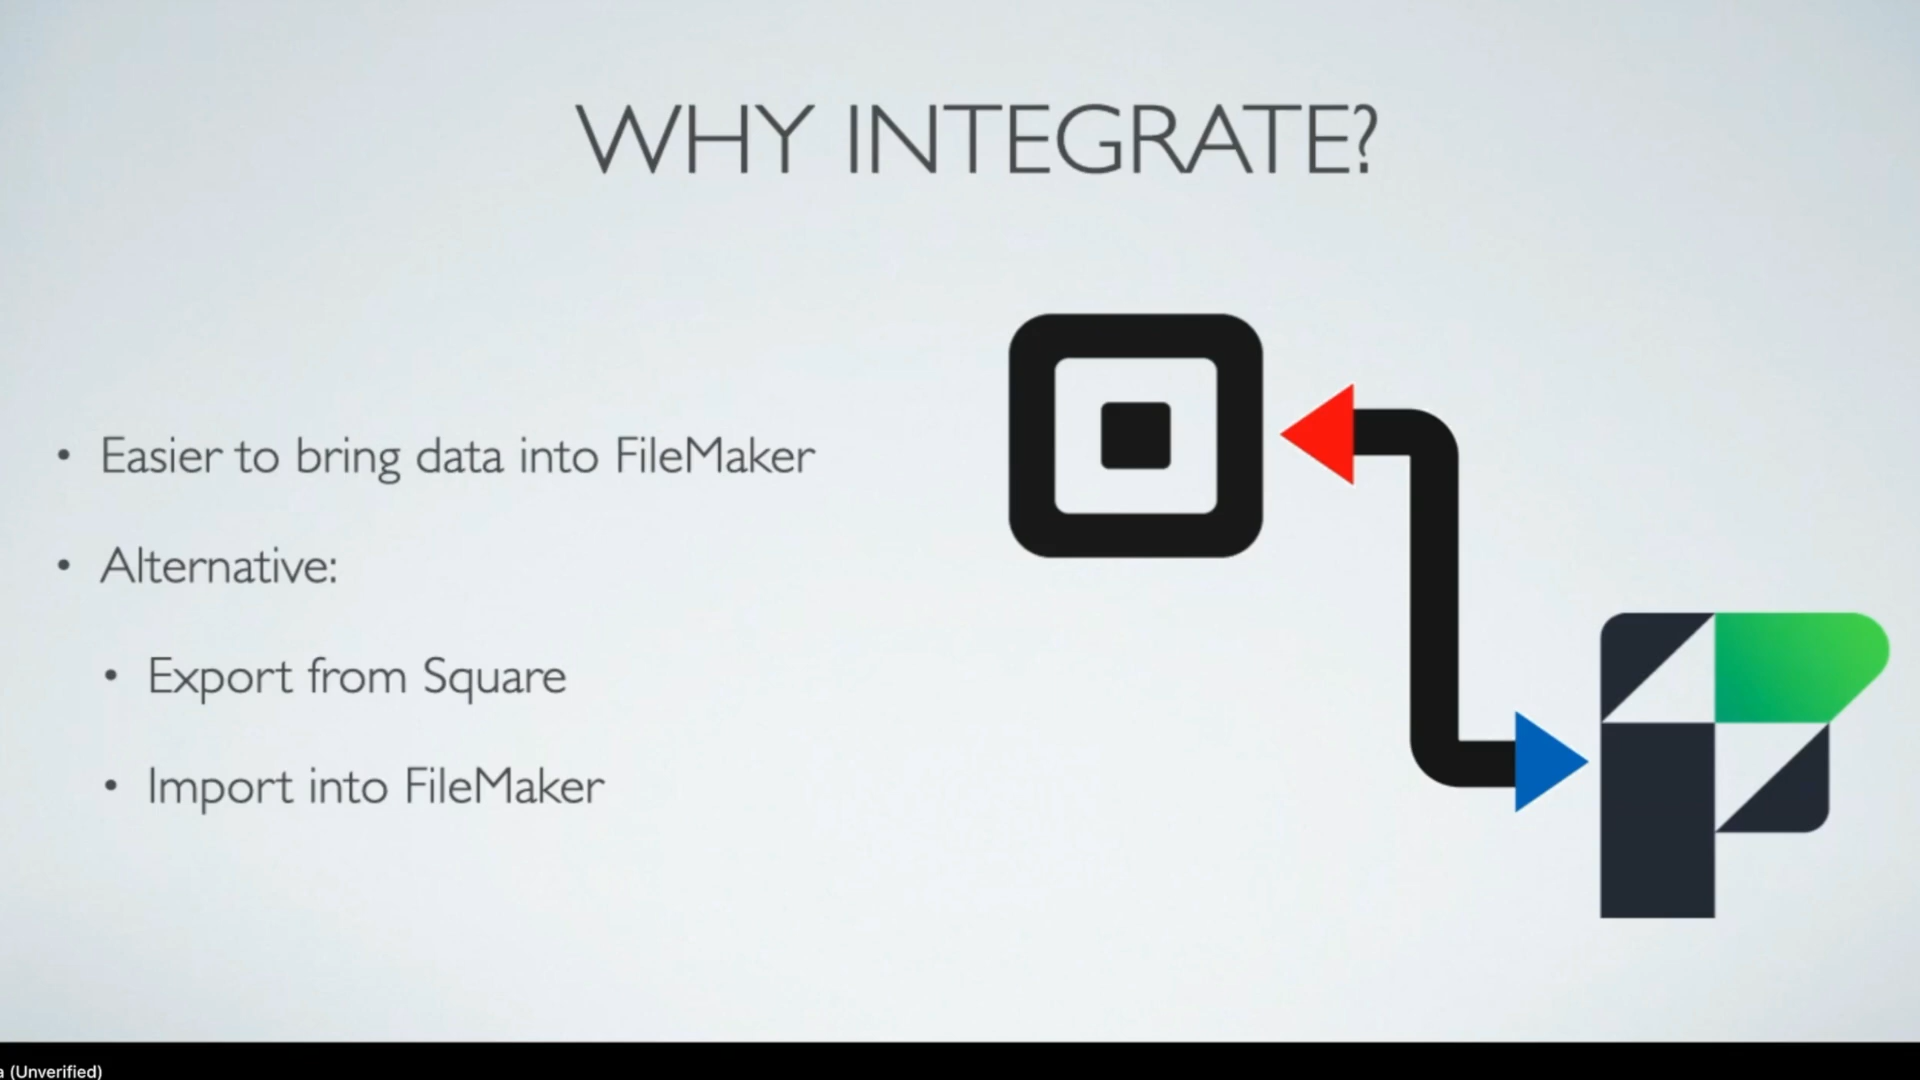 WHY INTEGRATE?
• Easier to bring data into FileMaker
• Alternative:
• Export from Square
• Import into FileMaker
a (Unverified)